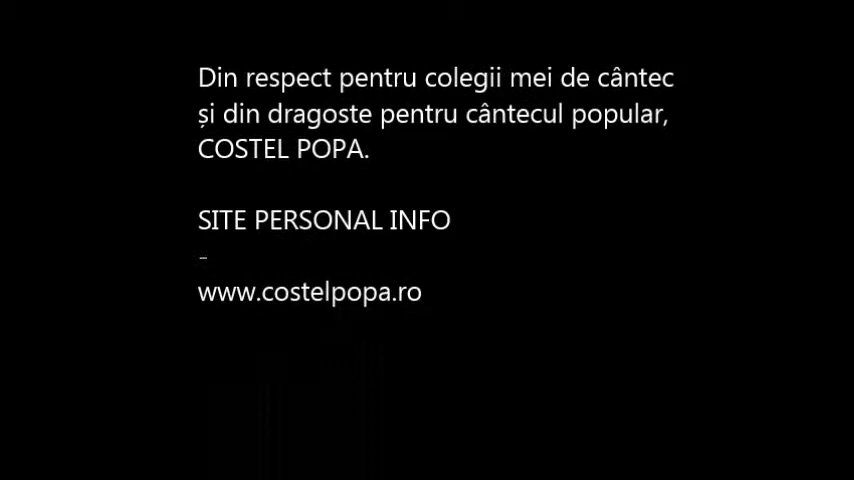 Din respect pentru colegii mei de cântec
și din dragoste pentru cântecul popular,
COSTEL POPA.
SITE PERSONAL INFO
-
www.costelpopa.ro